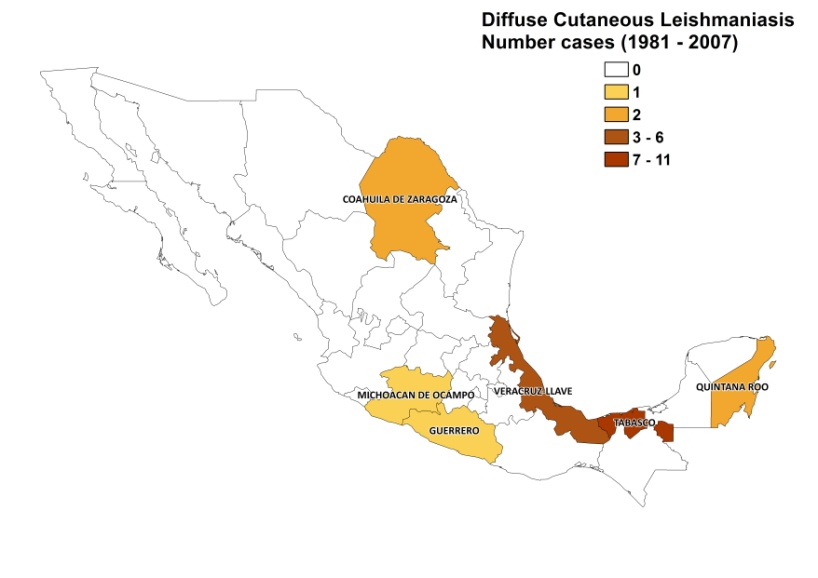 Diffuse Cutaneous Leishmaniasis
Number cases (1981 - 2007)
0
1
2
3 - 6
7 - 11
COAHUILA DE ZARAGOZA
MICHOACAN DE OCAMPO
VERACRUZ-LLAVE
QUINTANA ROO
GUERRERO
TABASCO